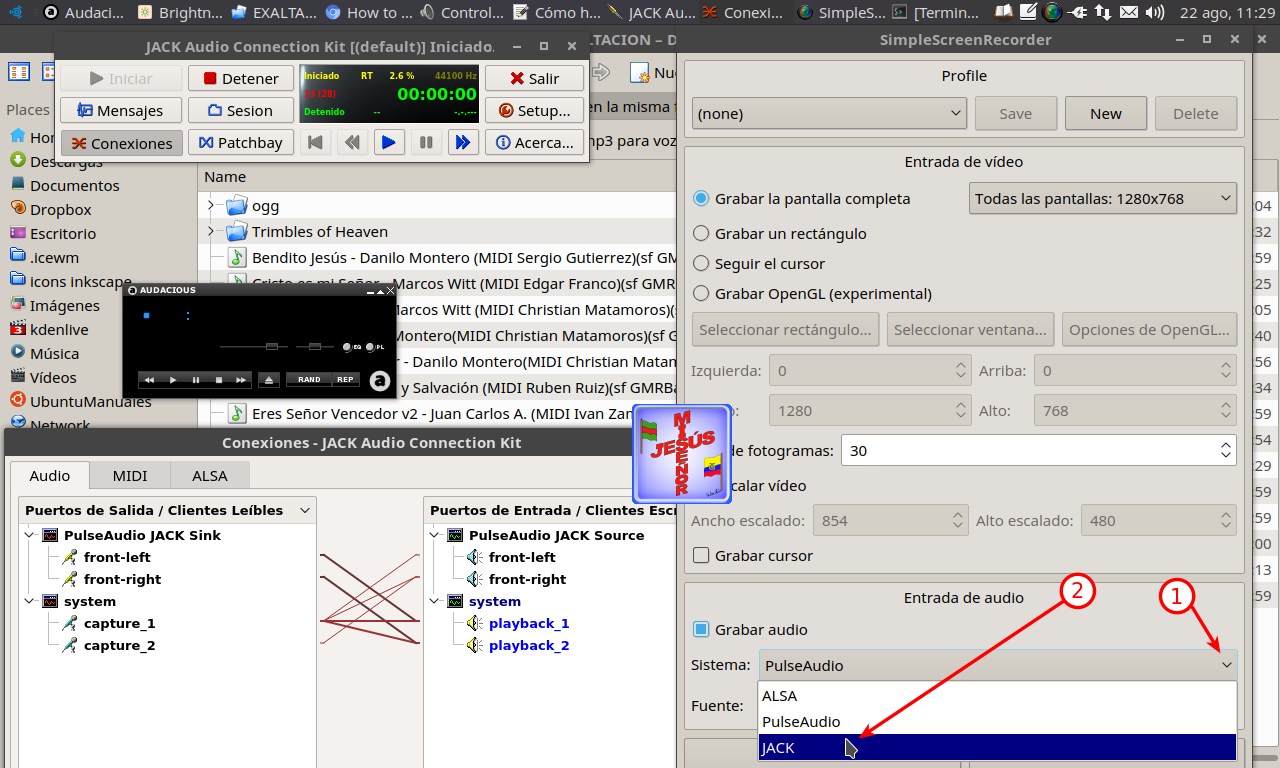 Audaci...
Brightn...
EXALTA...
How to ...
Control...
Cómo h...
JACK Au...
Conexi...
SimpleS...
[Termin...
22 ago, 11:29
JACK Audio Connection Kit [(default)] Iniciado.
LTACION – D
SimpleScreenRecorder
Iniciar
Detener
Iniciado RT 2.6 % 44100 Hz
00:00:00
Detenido -- -.-.---
Salir
Mensajes
Sesion
Setup...
Conexiones
Patchbay
Acerca...
Nue
en la misma f
mp3 para voz
Places
Hon
Descargas
Documentos
Dropbox
Escritorio
.icewm
icons inkscape
Imágenes
kdenlive
Música
Vídeos
UbuntuManuales
Network
Name
ogg
Trimbles of Heaven
Bendito Jesús - Danilo Montero (MIDI Sergio Gutierrez)(sf GM
Cristo es mi Señor - Marcos Witt (MIDI Edgar Franco)(sf GMR
Marcos Witt (MIDI Christian Matamoros)(
Montero(MIDI Christian Matamoros)(sf G
r - Danilo Montero(MIDI Christian Matam
y Salvación (MIDI Ruben Ruiz)(sf GMRBa
Eres Señor Vencedor v2 - Juan Carlos A. (MIDI Ivan Zan
AUDACIOUS
:
EQ
PL
RAND
REP
a
Profile
(none)
Save
New
Delete
Entrada de vídeo
Grabar la pantalla completa
Todas las pantallas: 1280x768
Grabar un rectángulo
Seguir el cursor
Grabar OpenGL (experimental)
Seleccionar rectángulo...
Seleccionar ventana...
Opciones de OpenGL...
Izquierda: 0
Arriba: 0
1280
Alto: 768
de fotogramas: 30
calar vídeo
Ancho escalado: 854
Alto escalado: 480
Grabar cursor
Entrada de audio
Grabar audio
Sistema: PulseAudio
Fuente:
ALSA
PulseAudio
JACK
1
2
204
:32
:59
:25
:05
:59
:56
:34
:54
:29
:59
:59
:00
:13
:59
MI SEÑOR
JESÚS
Conexiones - JACK Audio Connection Kit
Audio
MIDI
ALSA
Puertos de Salida / Clientes Leíbles
PulseAudio JACK Sink
front-left
front-right
system
capture_1
capture_2
Puertos de Entrada / Clientes Escr
PulseAudio JACK Source
front-left
front-right
system
playback_1
playback_2